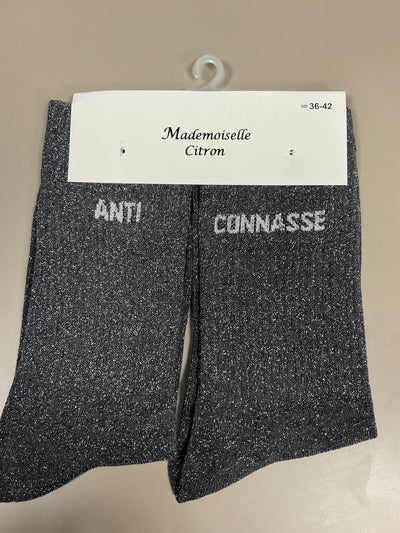 36-42
Mademoiselle
Citron
ANTI
CONNASSE